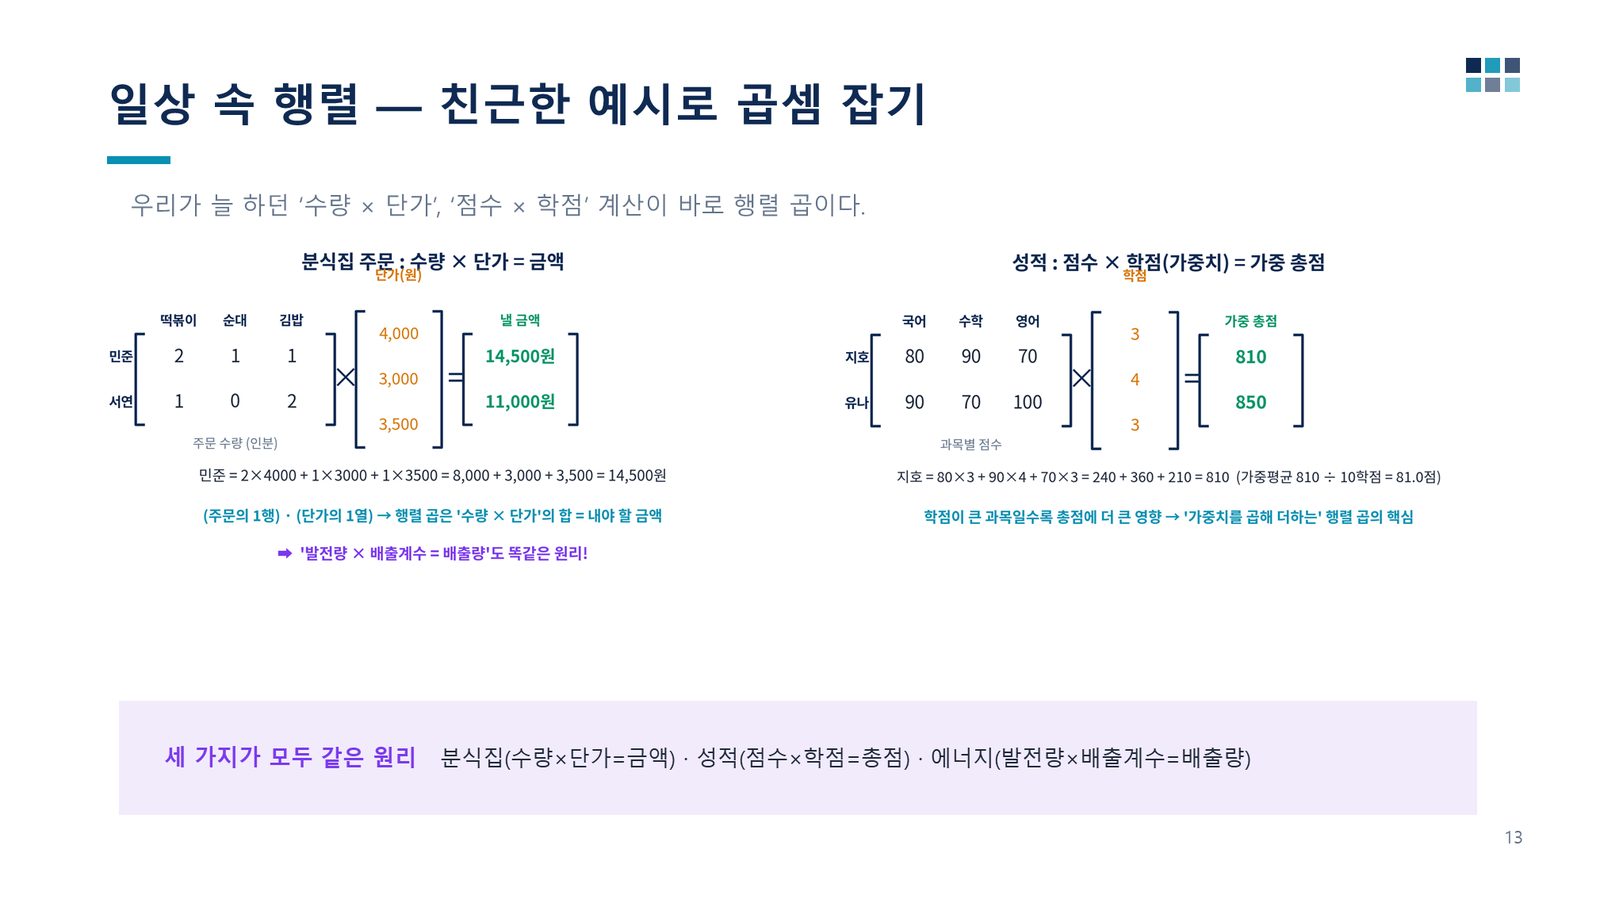 일상 속 행렬 — 친근한 예시로 곱셈 잡기
우리가 늘 하던 ‘수량 × 단가’, ‘점수 × 학점’ 계산이 바로 행렬 곱이다.
분식집 주문 : 수량 × 단가 = 금액
단가(원)
떡볶이 순대 김밥 낼 금액
민준 2 1 1 4,000 14,500원
× 3,000 =
서연 1 0 2 3,500 11,000원
주문 수량 (인분)
민준 = 2×4000 + 1×3000 + 1×3500 = 8,000 + 3,000 + 3,500 = 14,500원
(주문의 1행) · (단가의 1열) → 행렬 곱은 '수량 × 단가'의 합 = 내야 할 금액
➡ '발전량 × 배출계수 = 배출량'도 똑같은 원리!
성적 : 점수 × 학점(가중치) = 가중 총점
학점
국어 수학 영어 가중 총점
지호 80 90 70 3 810
× 4 =
유나 90 70 100 3 850
과목별 점수
지호 = 80×3 + 90×4 + 70×3 = 240 + 360 + 210 = 810 (가중평균 810 ÷ 10학점 = 81.0점)
학점이 큰 과목일수록 총점에 더 큰 영향 → '가중치를 곱해 더하는' 행렬 곱의 핵심
세 가지가 모두 같은 원리 분식집(수량×단가=금액) · 성적(점수×학점=총점) · 에너지(발전량×배출계수=배출량)
13